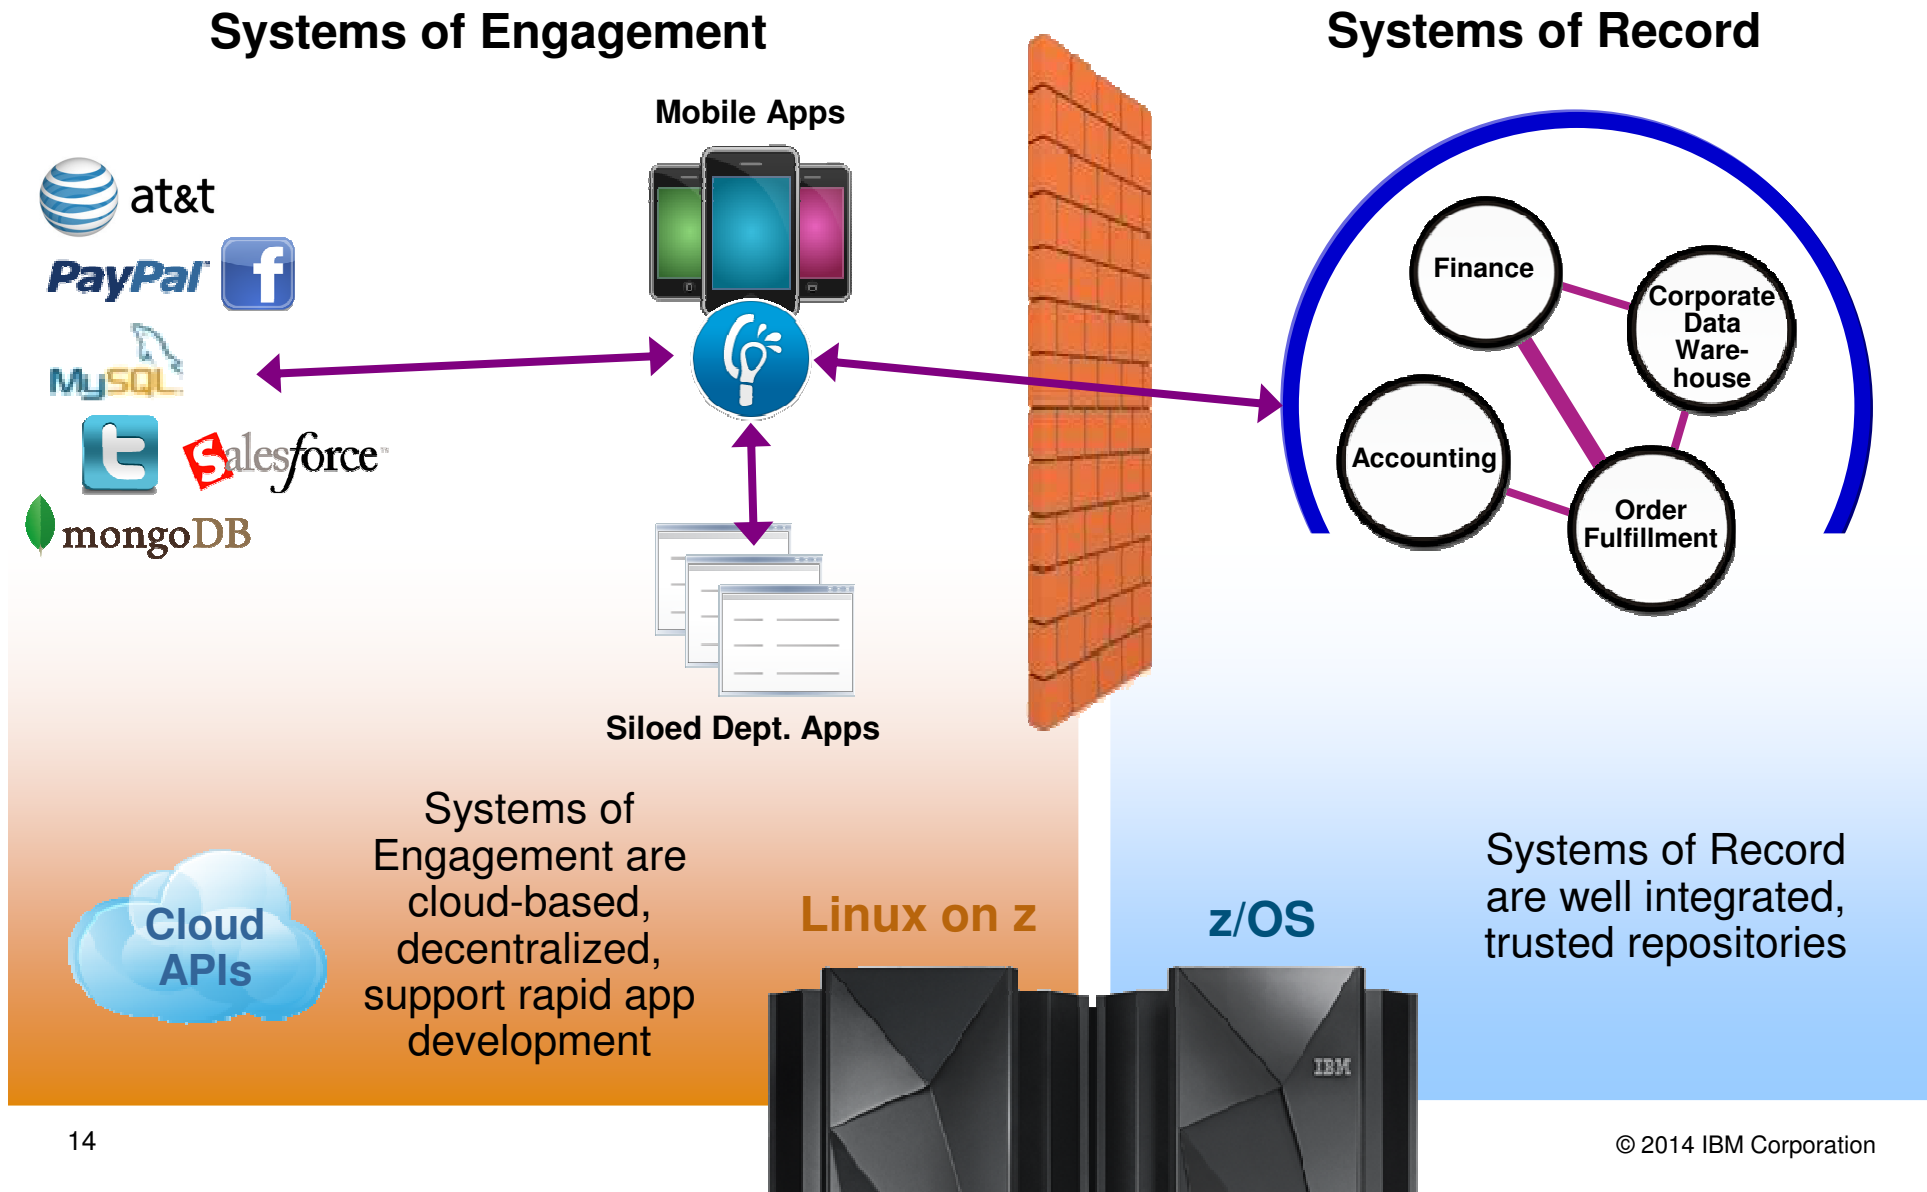 Systems of Engagement
Systems of Record
Mobile Apps
at&t
PayPal
f
MySQL
t
salesforce
mongoDB
Siloed Dept. Apps
Finance
Corporate
Data
Ware-
house
Accounting
Order
Fulfillment
Cloud
APIs
Systems of
Engagement are
cloud-based,
decentralized,
support rapid app
development
Linux on z
z/OS
Systems of Record
are well integrated,
trusted repositories
IBM
14
© 2014 IBM Corporation